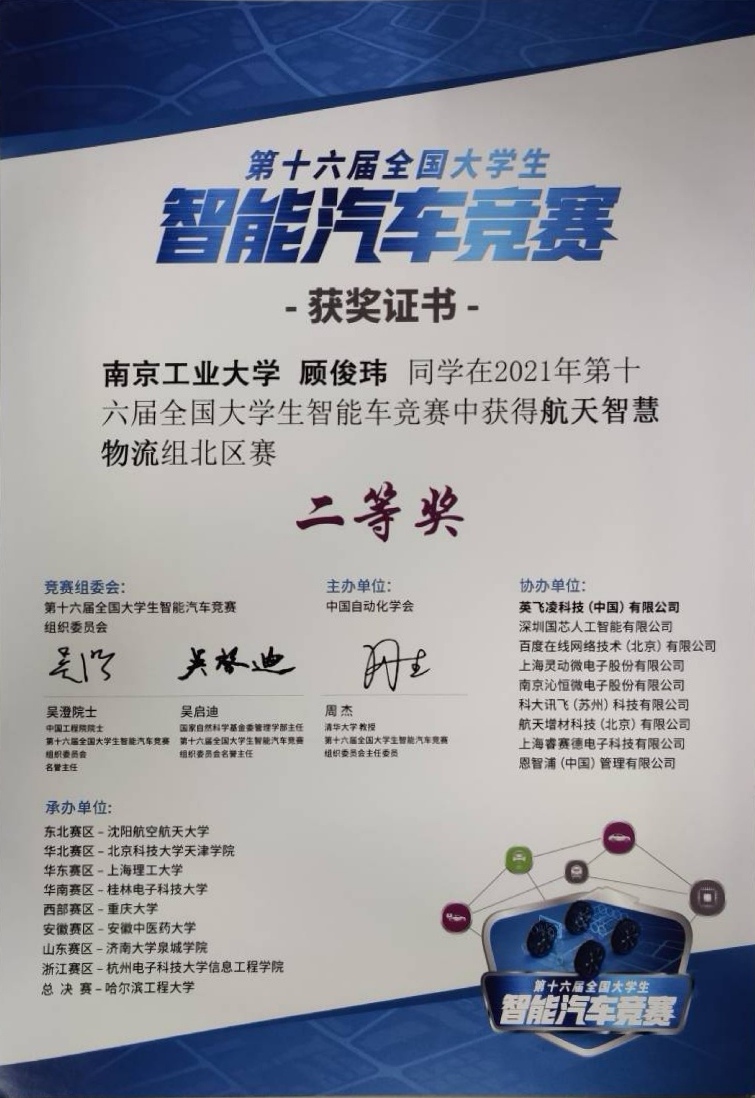 第十六届全国大学生
智能汽车竞赛
- 获奖证书 -
南京工业大学 顾俊玮 同学在2021年第十
六届全国大学生智能车竞赛中获得航天智慧
物流组北区赛
二等奖
竞赛组委会：
第十六届全国大学生智能汽车竞赛
组织委员会
吴澄院士
中国工程院院士
第十六届全国大学生智能汽车竞赛
组织委员会
名誉主任
吴启迪
吴启迪
国家自然科学基金委管理学部主任
第十六届全国大学生智能汽车竞赛
组织委员会名誉主任
主办单位：
中国自动化学会
周 杰
清华大学 教授
第十六届全国大学生智能汽车竞赛
组织委员会主任委员
协办单位：
英飞凌科技（中国）有限公司
深圳国芯人工智能有限公司
百度在线网络技术（北京）有限公司
上海灵动微电子股份有限公司
南京沁恒微电子股份有限公司
科大讯飞（苏州）科技有限公司
航天增材科技（北京）有限公司
上海睿赛德电子科技有限公司
恩智浦（中国）管理有限公司
承办单位：
东北赛区 – 沈阳航空航天大学
华北赛区 – 北京科技大学天津学院
华东赛区 – 上海理工大学
华南赛区 – 桂林电子科技大学
西部赛区 – 重庆大学
安徽赛区 – 安徽中医药大学
山东赛区 – 济南大学泉城学院
浙江赛区 – 杭州电子科技大学信息工程学院
总 决 赛 – 哈尔滨工程大学
第十六届全国大学生
智能汽车竞赛